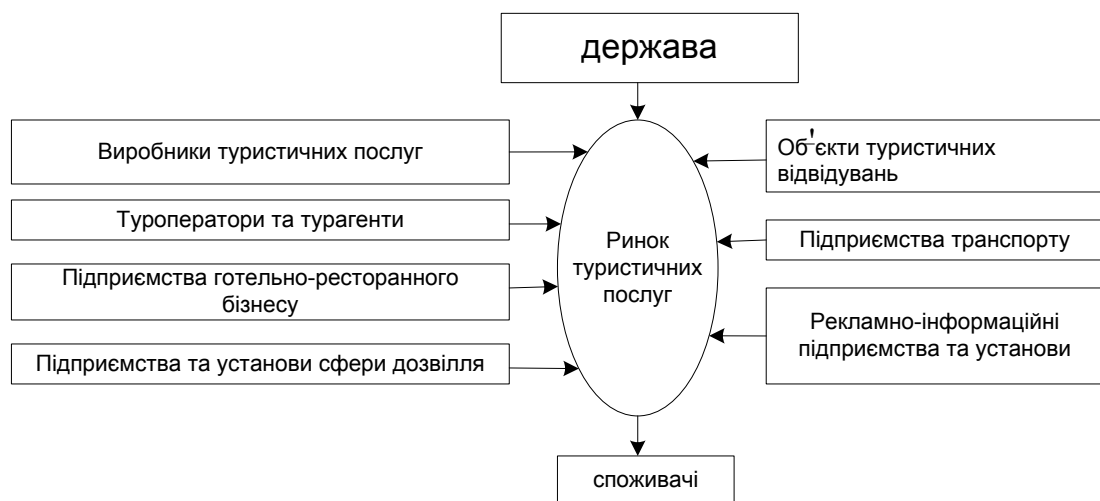 держава
Виробники туристичних послуг
Туроператори та турагенти
Підприємства готельно-ресторанного
бізнесу
Підприємства та установи сфери дозвілля
Ринок
туристичних
послуг
Об'єкти туристичних
відвідувань
Підприємства транспорту
Рекламно-інформаційні
підприємства та установи
споживачі